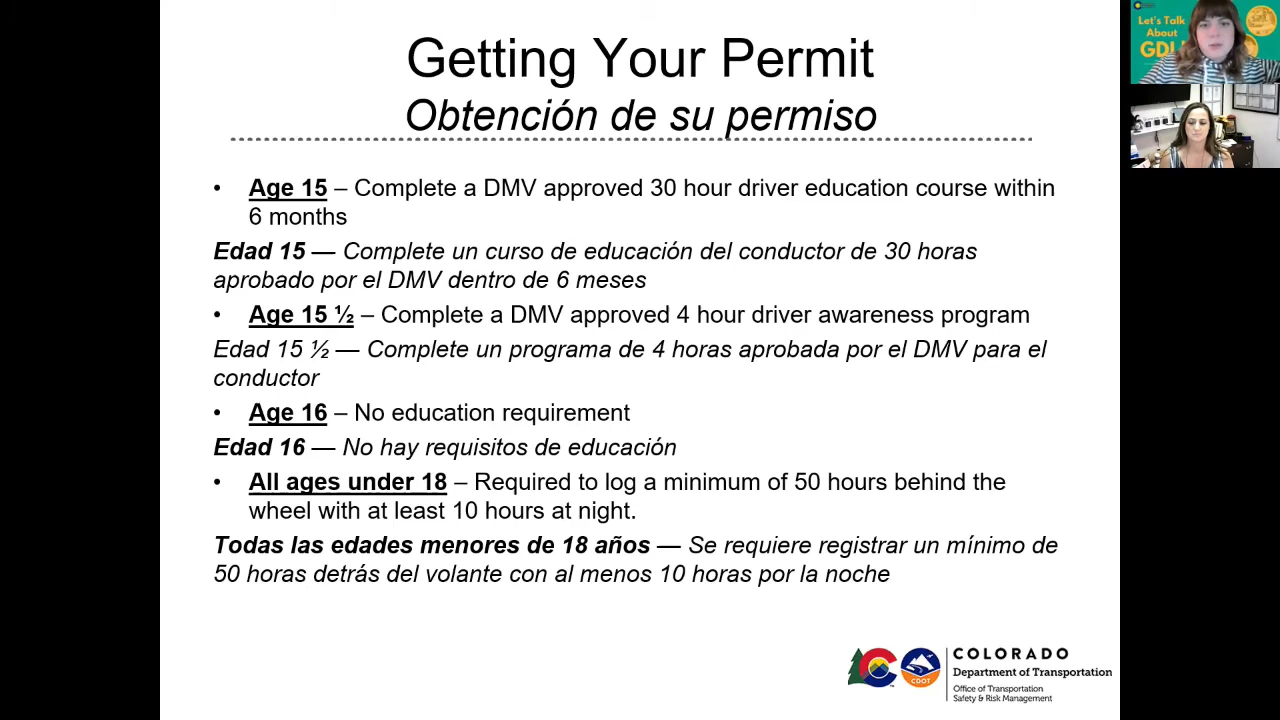 Getting Your Permit
Obtención de su permiso
• Age 15 – Complete a DMV approved 30 hour driver education course within
6 months
Edad 15 — Complete un curso de educación del conductor de 30 horas
aprobado por el DMV dentro de 6 meses
• Age 15 ½ – Complete a DMV approved 4 hour driver awareness program
Edad 15 ½ — Complete un programa de 4 horas aprobada por el DMV para el
conductor
• Age 16 – No education requirement
Edad 16 — No hay requisitos de educación
• All ages under 18 – Required to log a minimum of 50 hours behind the
wheel with at least 10 hours at night.
Todas las edades menores de 18 años — Se requiere registrar un mínimo de
50 horas detrás del volante con al menos 10 horas por la noche
CDOT
COLORADO
Department of Transportation
Office of Transportation
Safety & Risk Management
Let's Talk
About